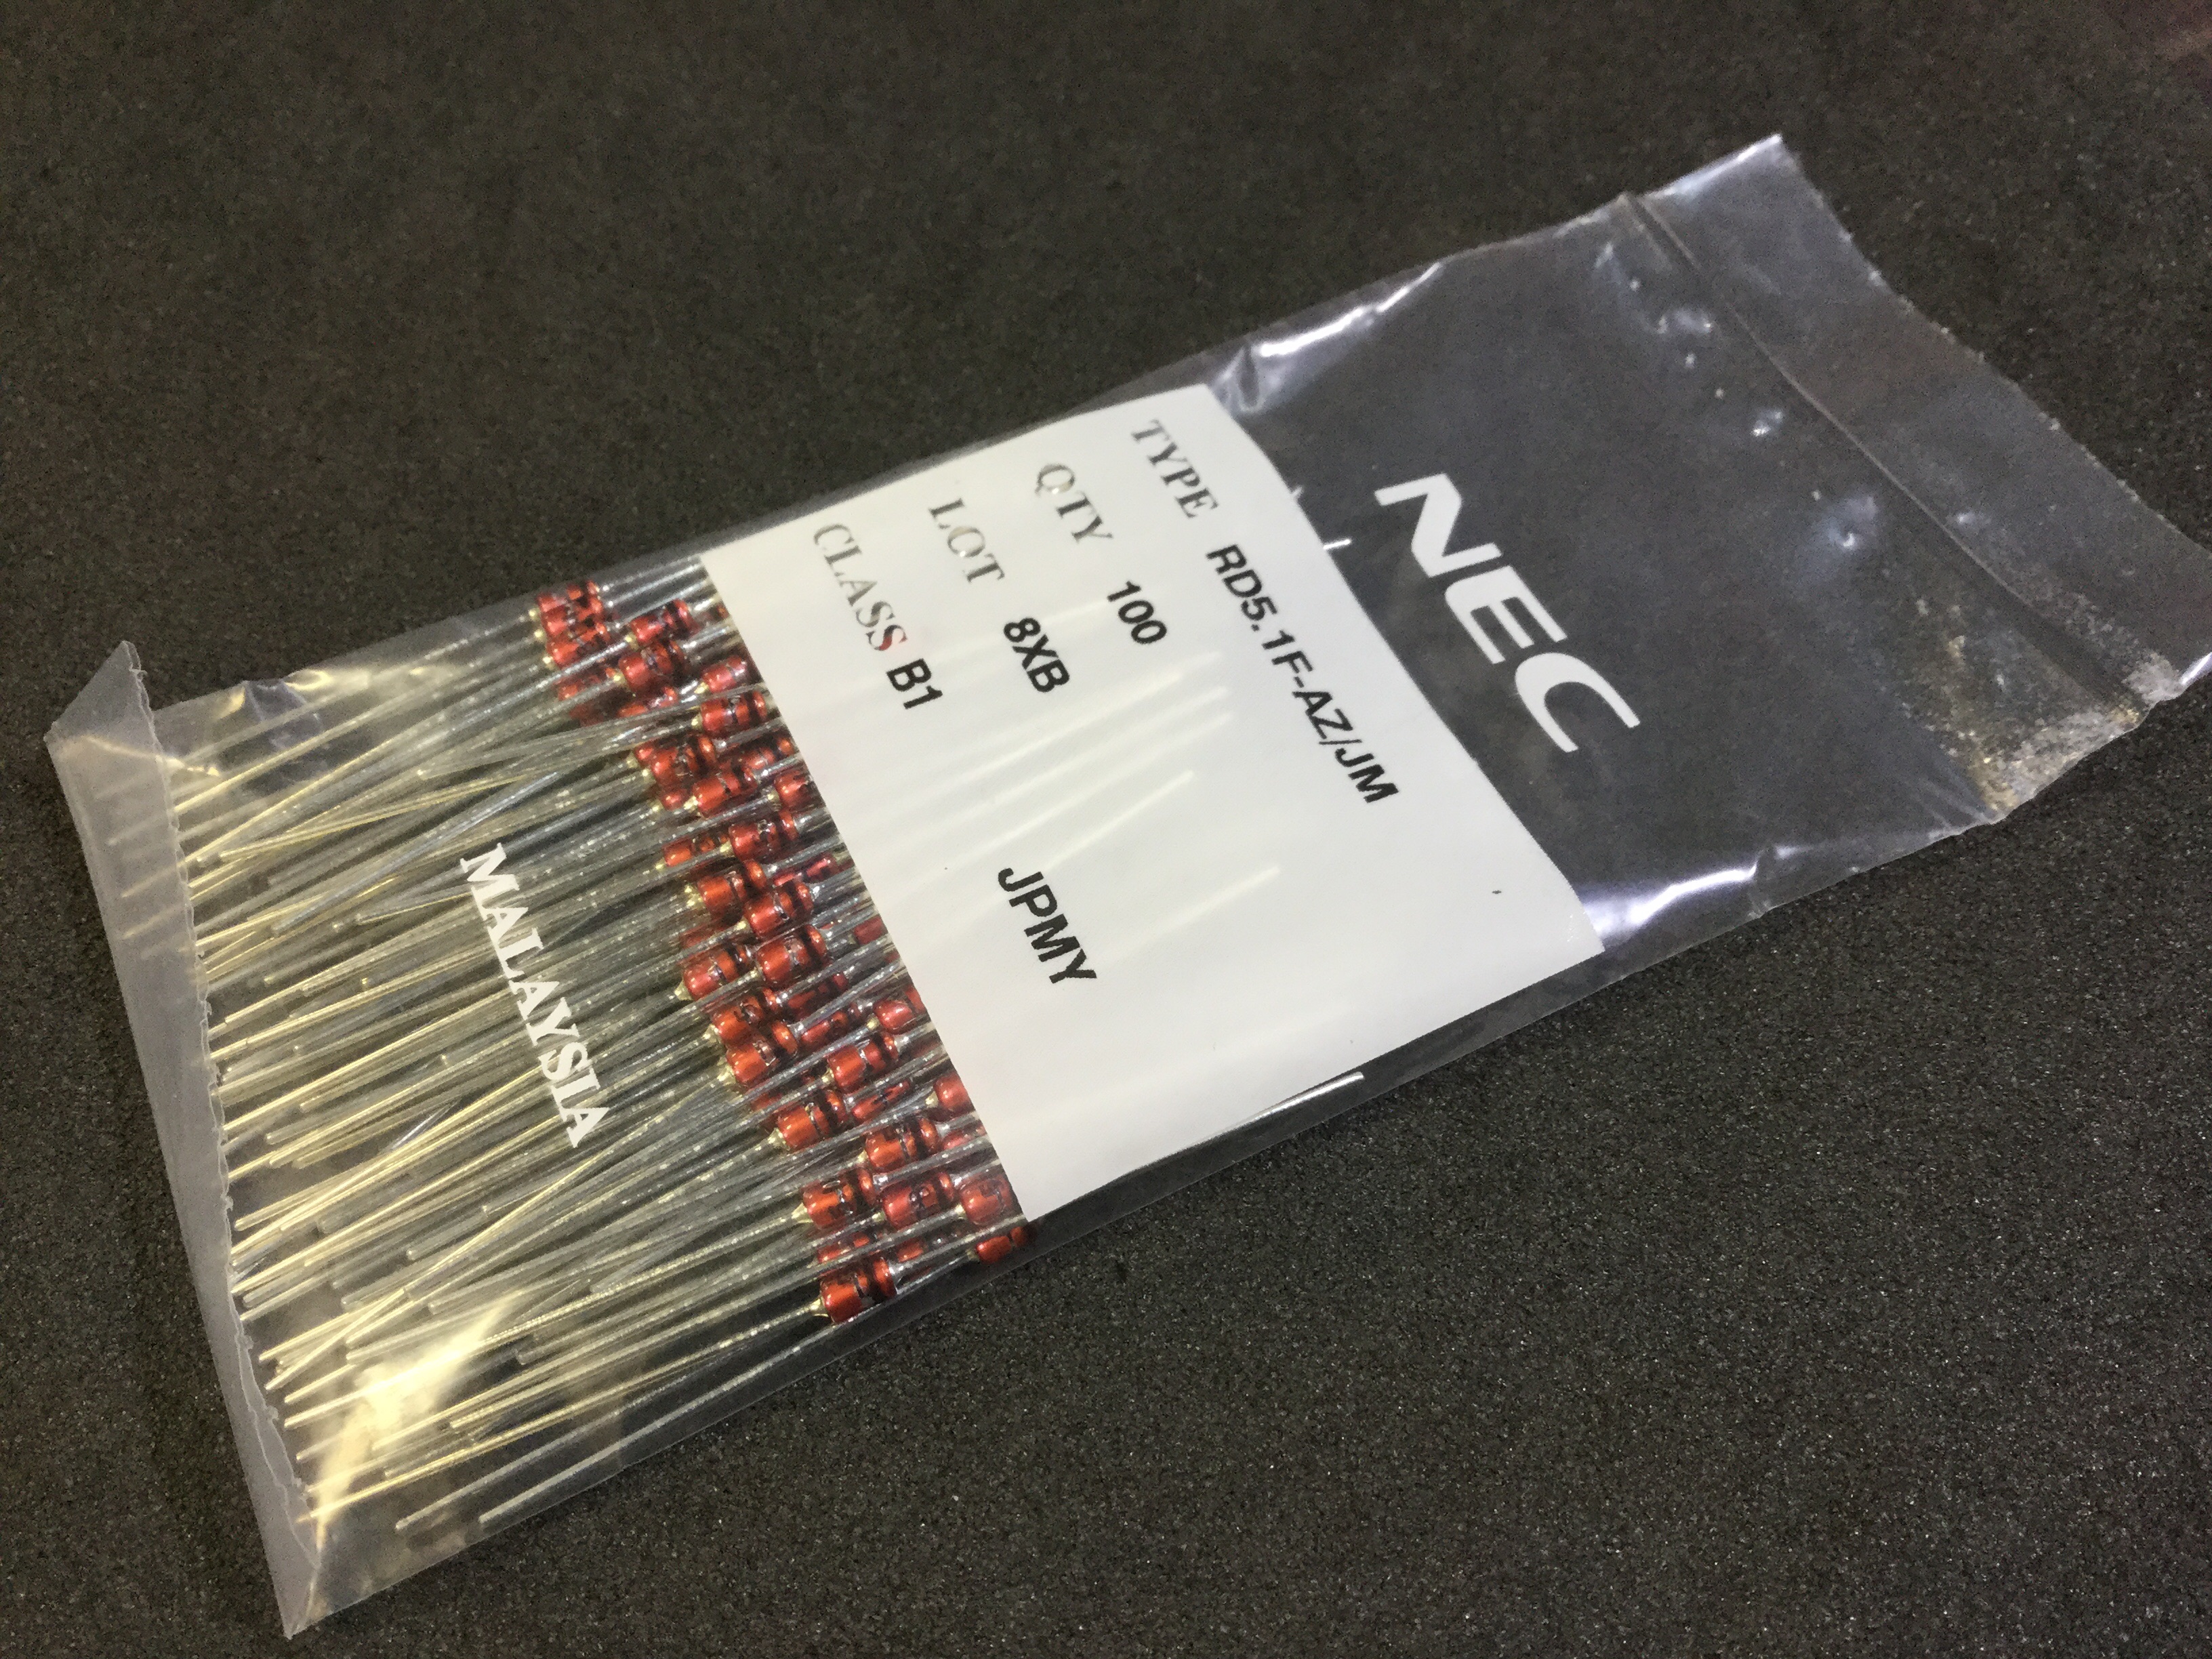 NEC
TYPE RD5.1F-AZ/JM
QTY 100
LOT 8XB
CLASS B1
JPMY
MALAYSIA